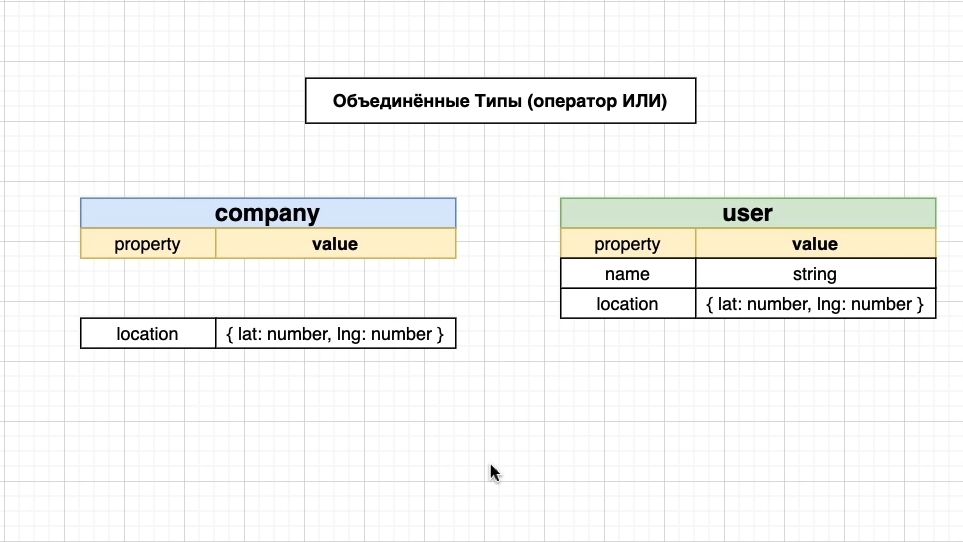 Объединённые Типы (оператор ИЛИ)
company
property value
location { lat: number, lng: number }
user
property value
name string
location { lat: number, lng: number }